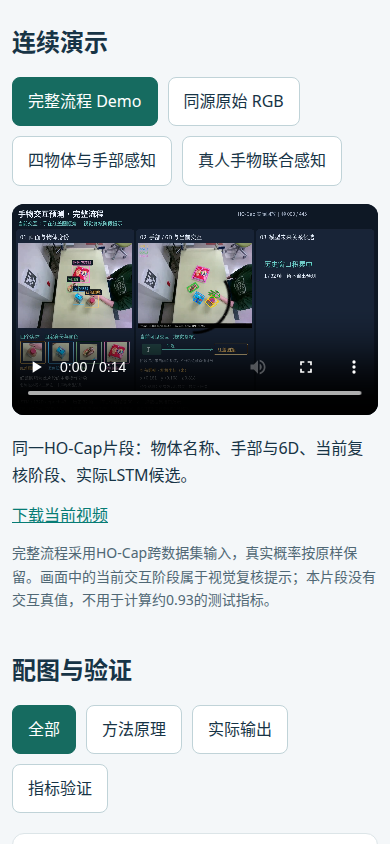 连续演示
完整流程 Demo
同源原始 RGB
四物体与手部感知
真人手物联合感知
手物交互预测 · 完整流程
0:00 / 0:14
同一HO-Cap片段：物体名称、手部与6D、当前复
核阶段、实际LSTM候选。
下载当前视频
完整流程采用HO-Cap跨数据集输入，真实概率按原样保
留。画面中的当前交互阶段属于视觉复核提示；本片段没有
交互真值，不用于计算约0.93的测试指标。
配图与验证
全部
方法原理
实际输出
指标验证